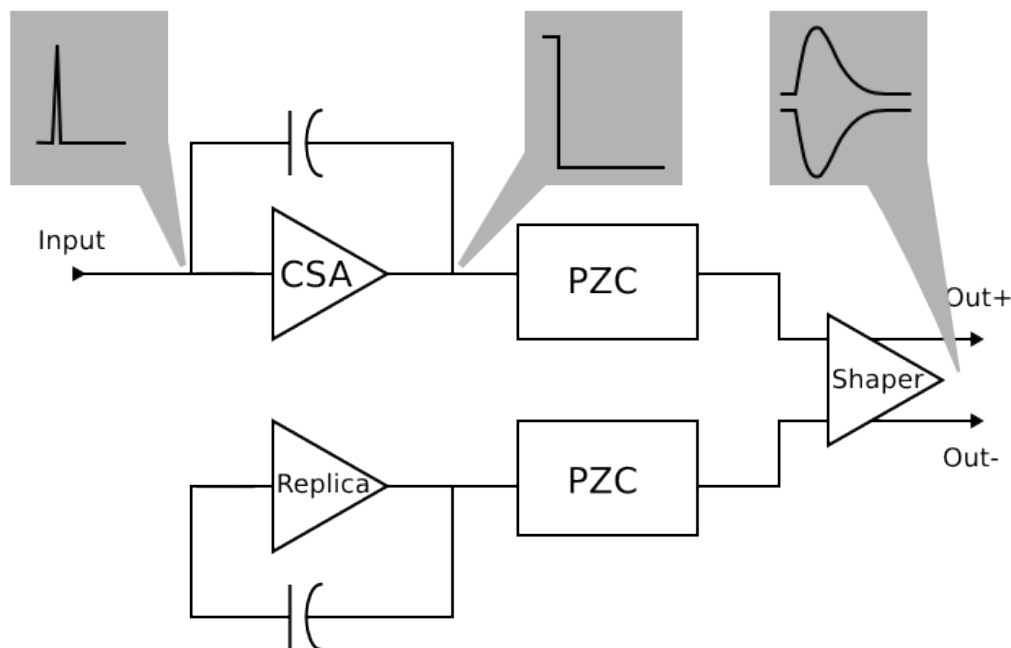 Input
CSA
PZC
Out+
Shaper
Replica
PZC
Out-